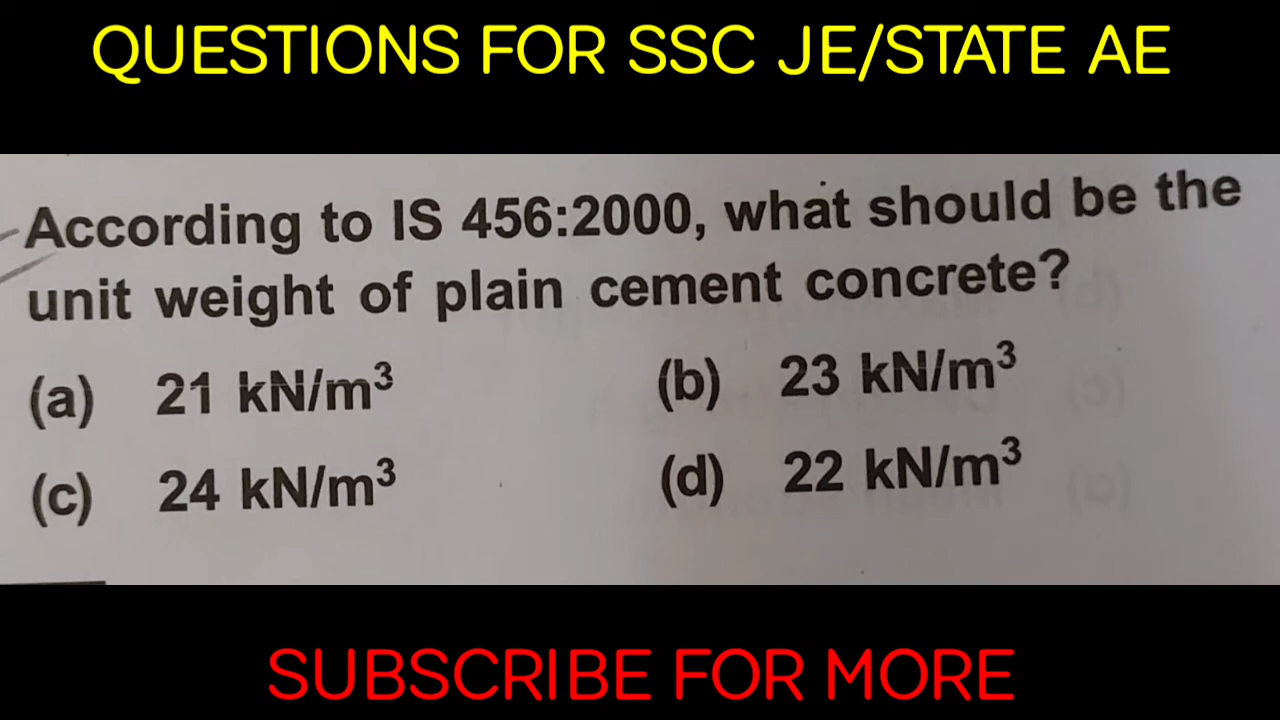 QUESTIONS FOR SSC JE/STATE AE
According to IS 456:2000, what should be the
unit weight of plain cement concrete?
(a) 21 kN/m³ (b) 23 kN/m³
(c) 24 kN/m³ (d) 22 kN/m³
SUBSCRIBE FOR MORE